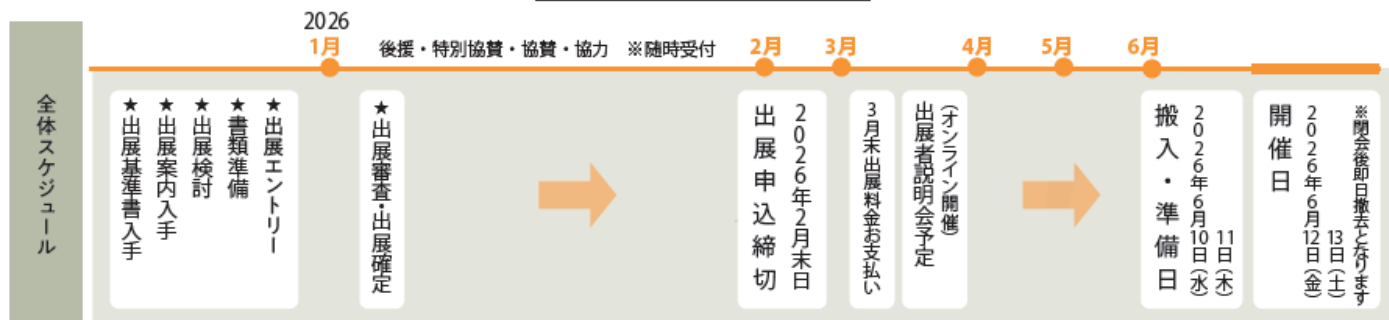 2026
1月
後援・特別協賛・協賛・協力　※随時受付
2月
3月
4月
5月
6月
全体スケジュール
★出展基準書入手
★出展案内入手
★出展検討
★書類準備
★出展エントリー
★出展審査・出展確定
2026年2月末日
出展申込締切
3月末出展料金お支払い
(オンライン開催)
出展者説明会予定
搬入・準備日
2026年6月10日(水)
11日(木)
開催日
2026年6月12日(金)
13日(土)
※閉会後即日撤去となります